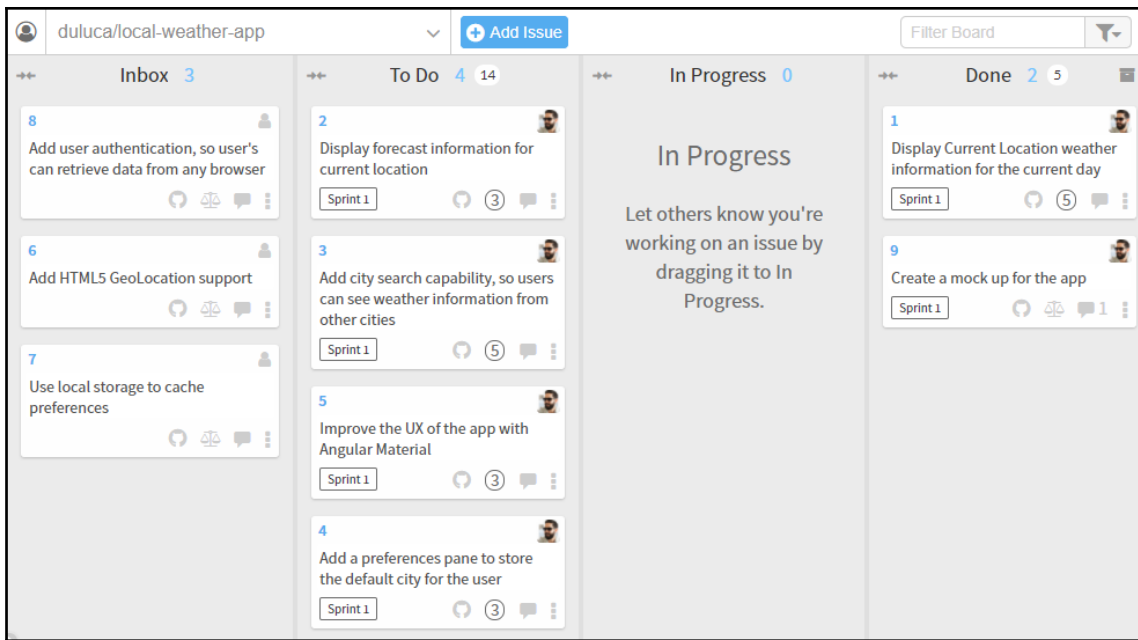 duluca/local-weather-app
Add Issue
Filter Board
Inbox 3
8
Add user authentication, so user's
can retrieve data from any browser
6
Add HTML5 GeoLocation support
7
Use local storage to cache
preferences
To Do 4 14
2
Display forecast information for
current location
Sprint 1 3
3
Add city search capability, so users
can see weather information from
other cities
Sprint 1 5
5
Improve the UX of the app with
Angular Material
Sprint 1 3
4
Add a preferences pane to store
the default city for the user
Sprint 1 3
In Progress 0
In Progress
Let others know you're
working on an issue by
dragging it to In
Progress.
Done 2 5
1
Display Current Location weather
information for the current day
Sprint 1 5
9
Create a mock up for the app
Sprint 1 1